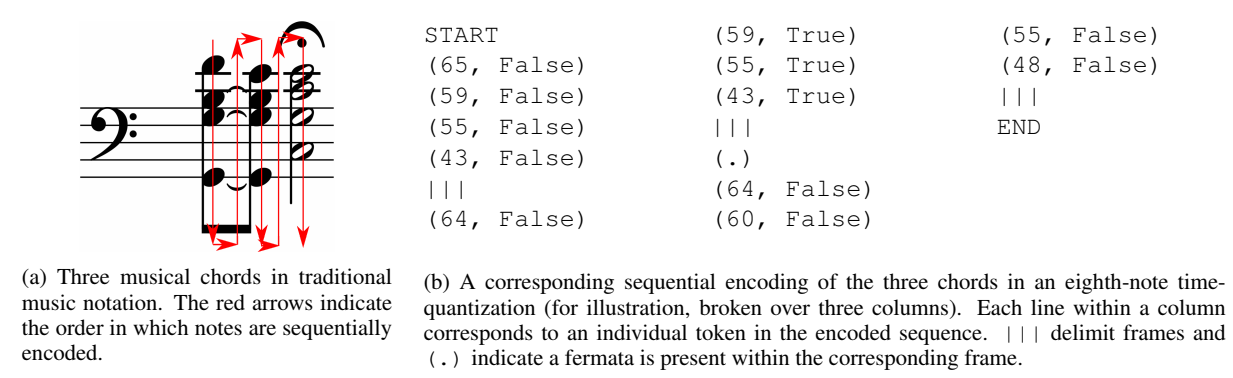 START
(65, False)
(59, False)
(55, False)
(43, False)
|||
(64, False)
(59, True)
(55, True)
(43, True)
|||
(.)
(64, False)
(60, False)
(55, False)
(48, False)
|||
END
(a) Three musical chords in traditional
music notation. The red arrows indicate
the order in which notes are sequentially
encoded.
(b) A corresponding sequential encoding of the three chords in an eighth-note time-
quantization (for illustration, broken over three columns). Each line within a column
corresponds to an individual token in the encoded sequence. ||| delimit frames and
(.) indicate a fermata is present within the corresponding frame.